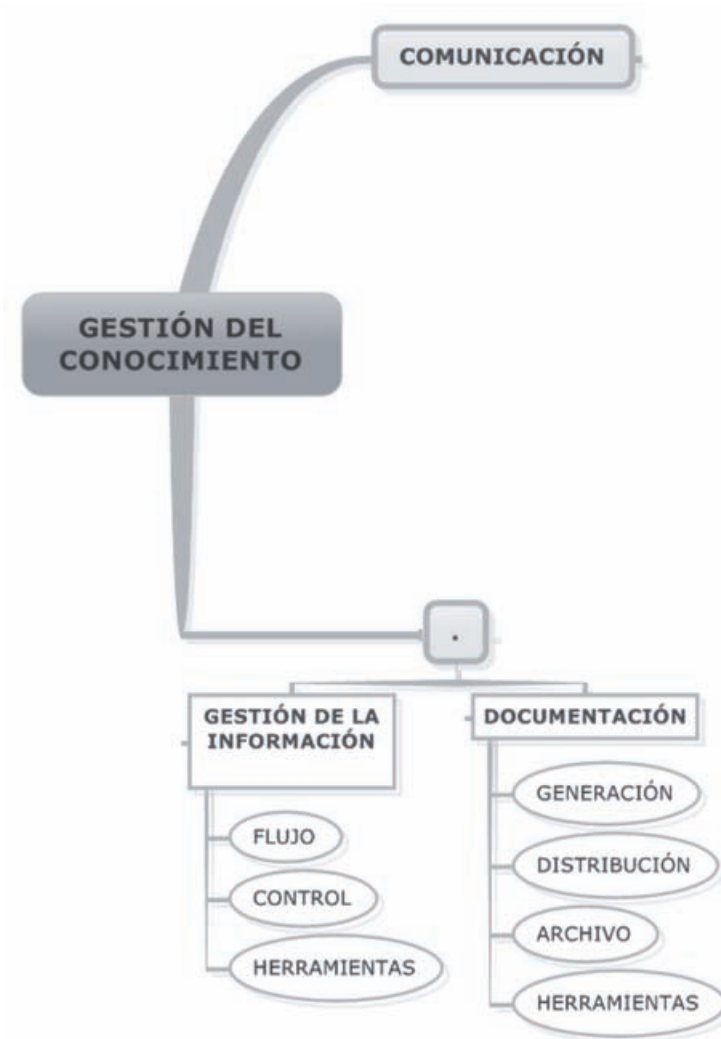 COMUNICACIÓN
GESTIÓN DEL
CONOCIMIENTO
.
GESTIÓN DE LA
INFORMACIÓN
FLUJO
CONTROL
HERRAMIENTAS
DOCUMENTACIÓN
GENERACIÓN
DISTRIBUCIÓN
ARCHIVO
HERRAMIENTAS